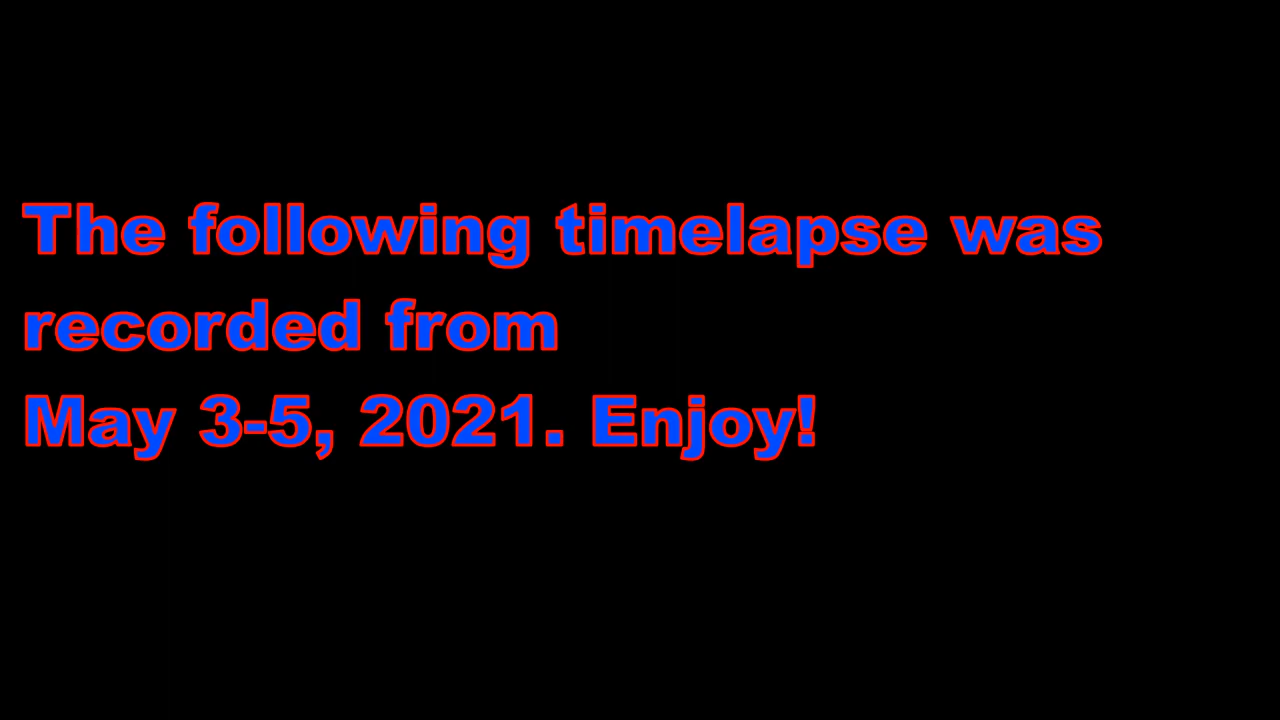 The following timelapse was
recorded from
May 3-5, 2021. Enjoy!